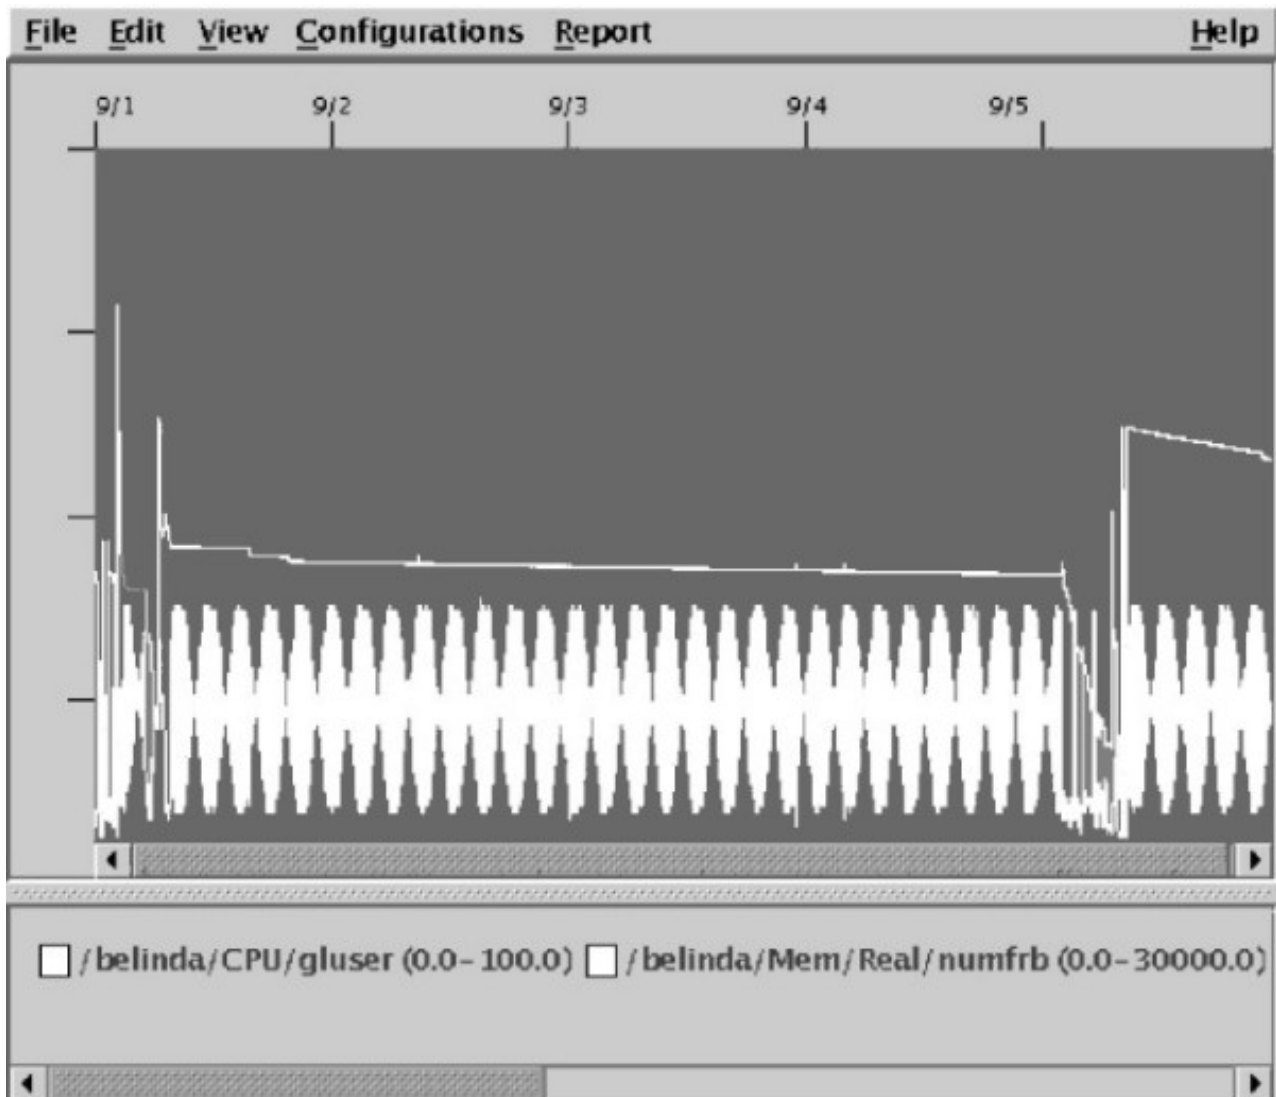 File Edit View Configurations Report Help
9/1 9/2 9/3 9/4 9/5
/belinda/CPU/gluser (0.0-100.0) /belinda/Mem/Real/numfrb (0.0-30000.0)